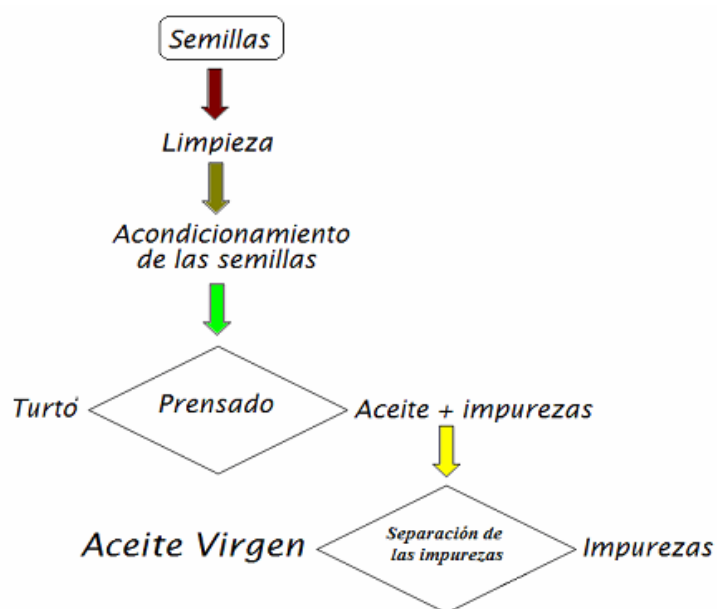 Semillas
Limpieza
Acondicionamiento
de las semillas
Turtó
Prensado
Aceite + impurezas
Aceite Virgen
Separación de
las impurezas
Impurezas